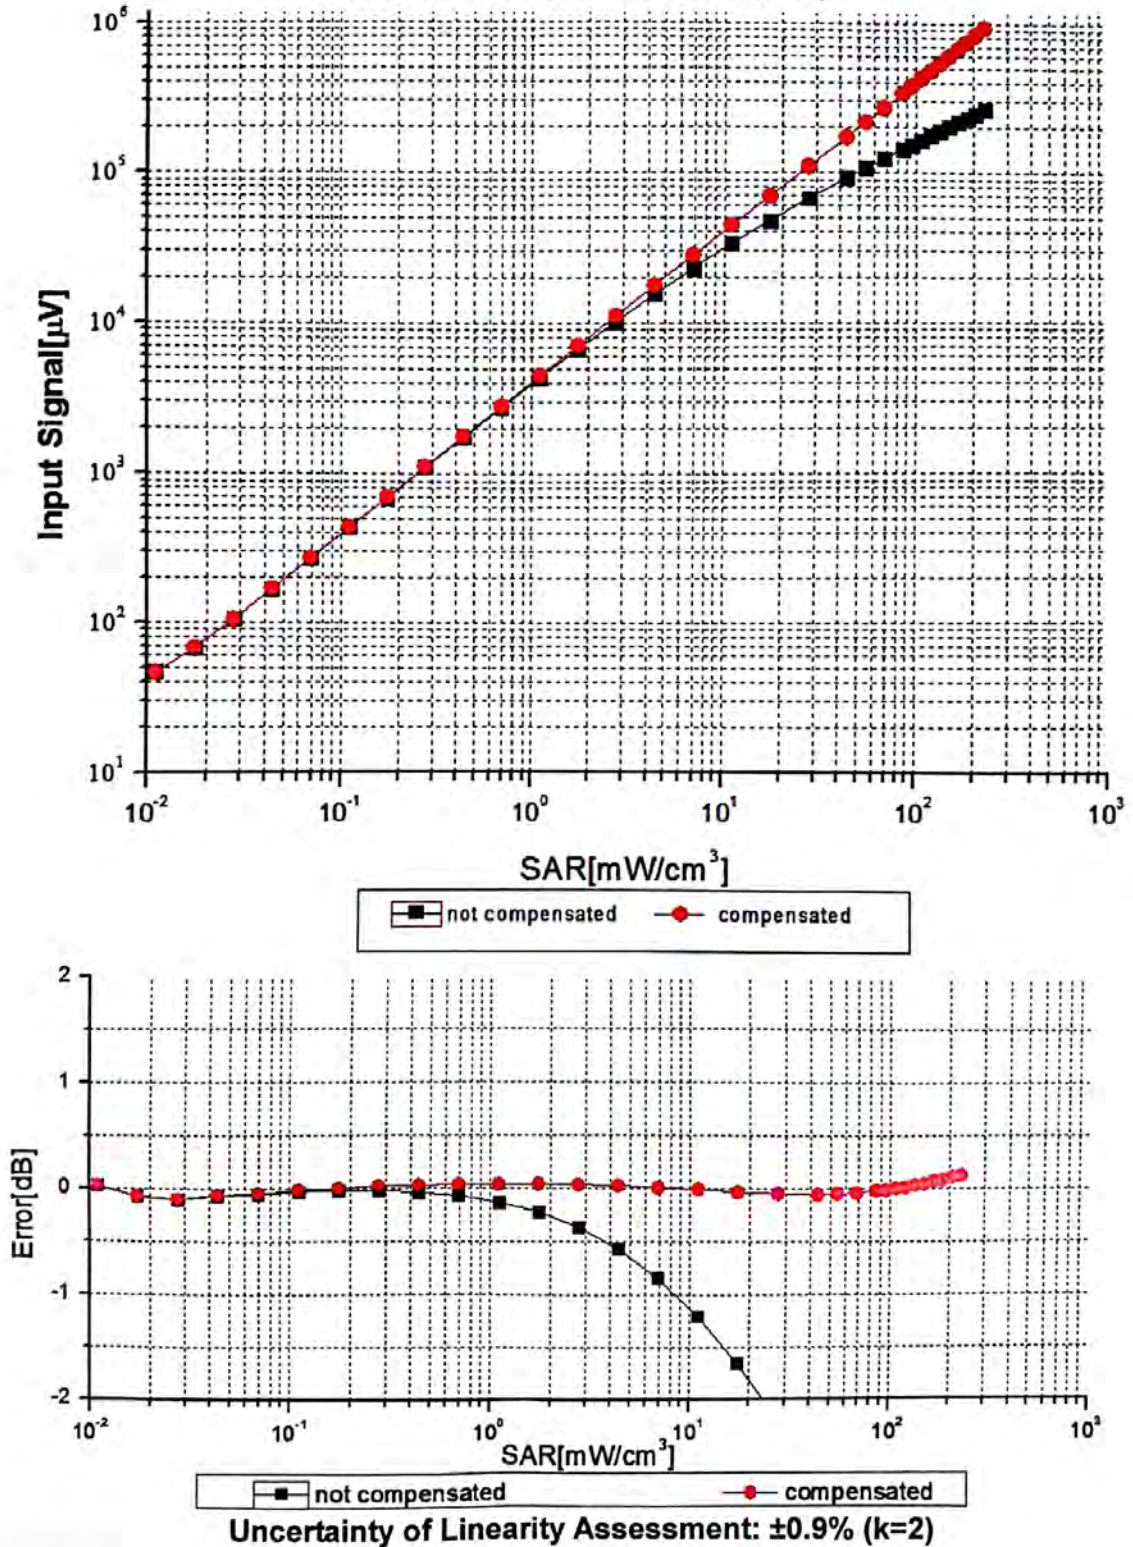 10⁶
10⁵
10⁴
10³
10²
10¹
Input Signal[µV]
10⁻² 10⁻¹ 10⁰ 10¹ 10² 10³
SAR[mW/cm³]
not compensated compensated
2
1
0
-1
-2
Error[dB]
10⁻² 10⁻¹ 10⁰ 10¹ 10² 10³
SAR[mW/cm³]
not compensated compensated
Uncertainty of Linearity Assessment: ±0.9% (k=2)